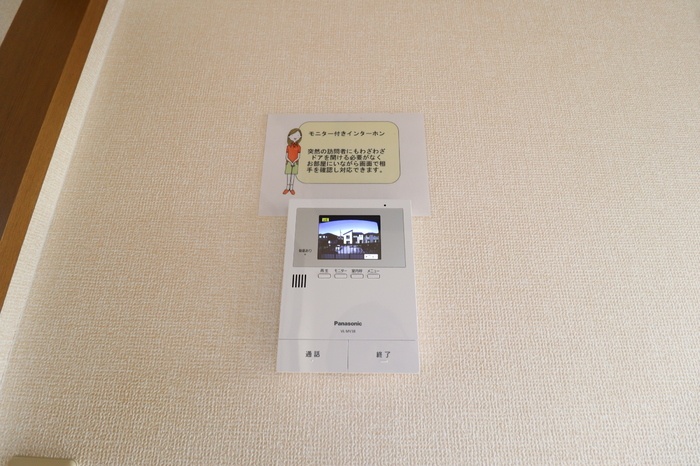 モニター付きインターホン
突然の訪問者にもわざわざ
ドアを開ける必要がなく
お部屋にいながら画面で相
手を確認し対応できます。
再生 モニター 室内呼 メニュー
Panasonic
通話 終了